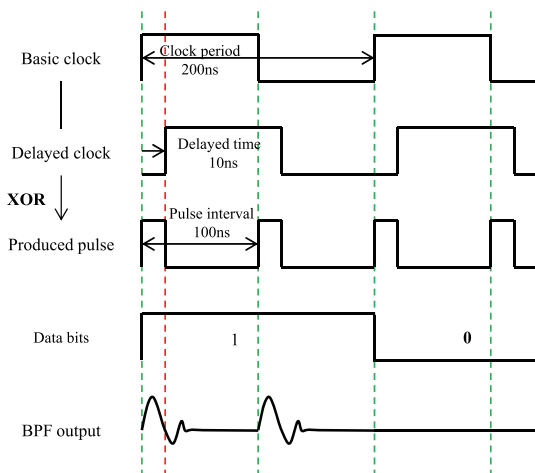 Basic clock
Clock period
200ns
Delayed clock
Delayed time
10ns
XOR
Pulse interval
100ns
Produced pulse
Data bits
1
0
BPF output